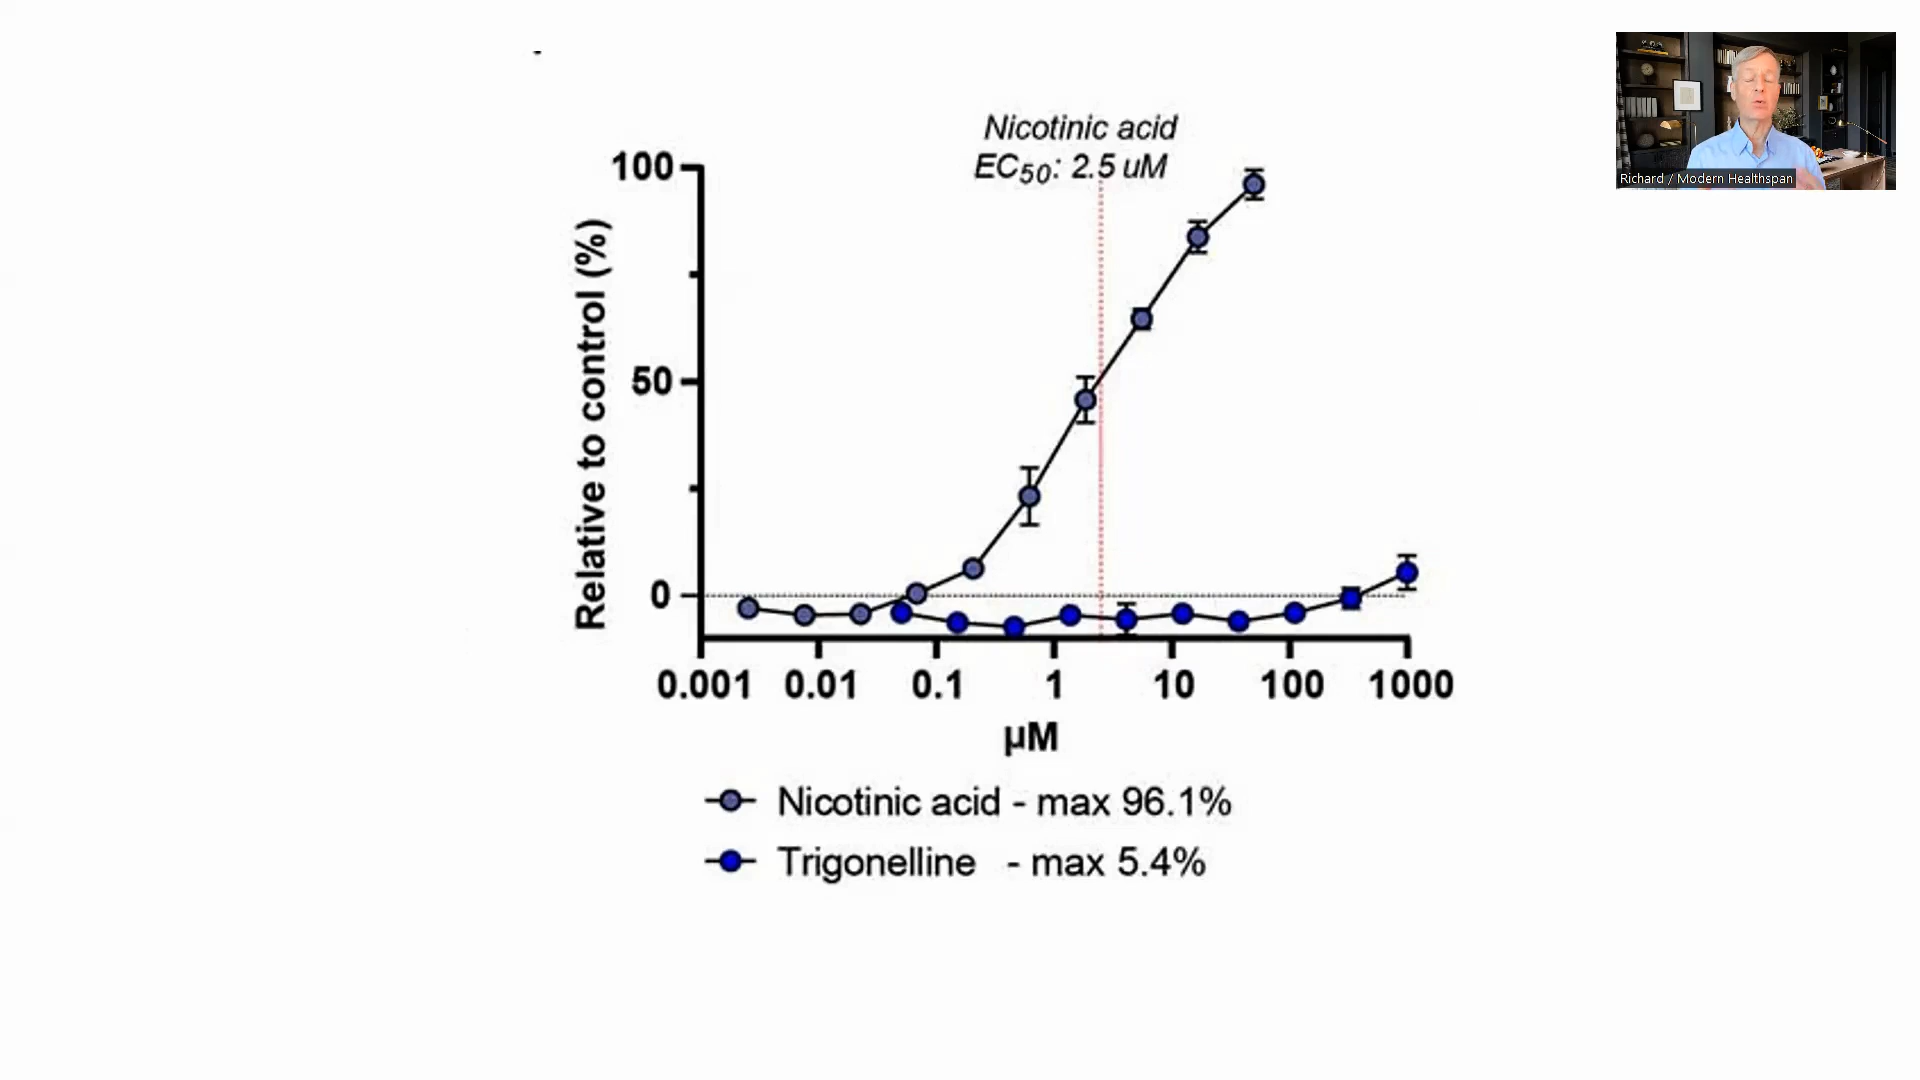 Nicotinic acid
EC50: 2.5 uM
100
50
0
Relative to control (%)
0.001 0.01 0.1 1 10 100 1000
µM
Nicotinic acid - max 96.1%
Trigonelline - max 5.4%
Richard / Modern Healthspan